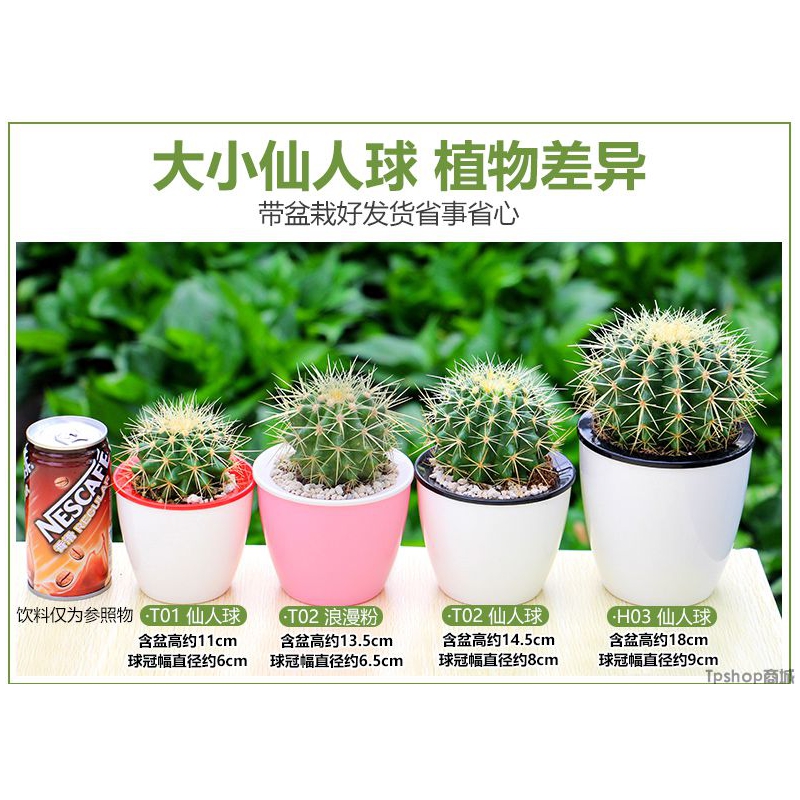 大小仙人球 植物差异
带盆栽好发货省事省心
NESCAFÉ
饮料仅为参照物
·T01 仙人球
含盆高约11cm
球冠幅直径约6cm
·T02 浪漫粉
含盆高约13.5cm
球冠幅直径约6.5cm
·T02 仙人球
含盆高约14.5cm
球冠幅直径约8cm
·H03 仙人球
含盆高约18cm
球冠幅直径约9cm
Tpshop商城